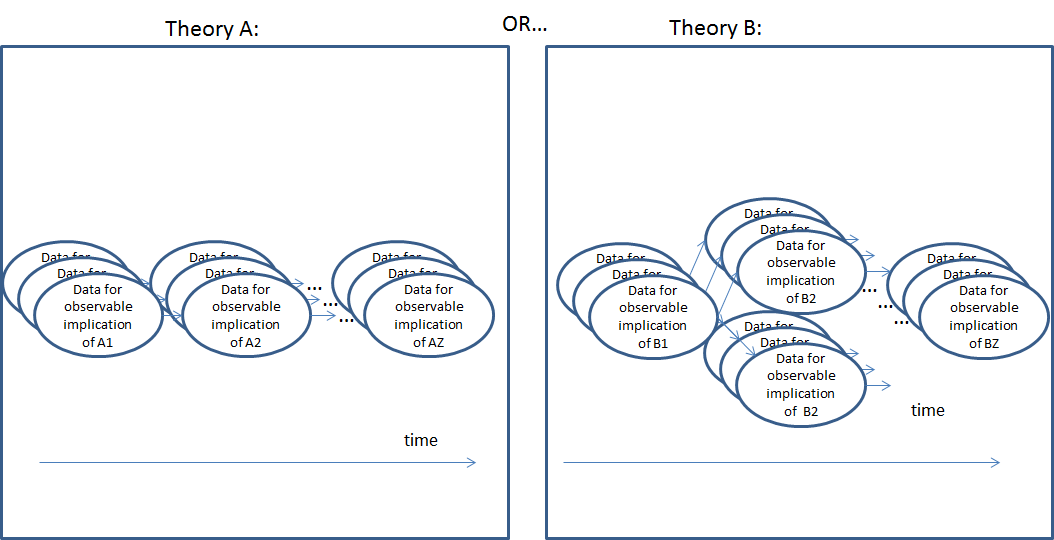 Theory A:
OR...
Theory B:
Data for
Data for
Data for
observable
implication
of A1
Data for
Data for
Data for
observable
implication
of A2
...
...
...
Data for
Data for
Data for
observable
implication
of AZ
time
Data for
Data for
Data for
observable
implication
of B1
Data for
Data for
Data for
observable
implication
of B2
Data for
Data for
Data for
observable
implication
of B2
...
...
...
Data for
Data for
Data for
observable
implication
of BZ
time